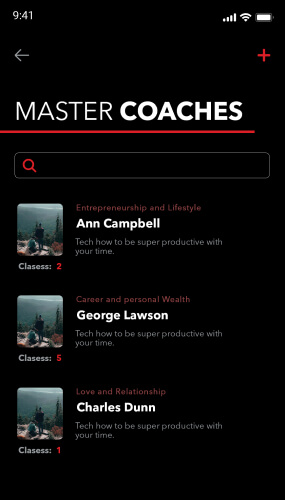 9:41
MASTER COACHES
Entrepreneurship and Lifestyle
Ann Campbell
Tech how to be super productive with
your time.
Clasess: 2
Career and personal Wealth
George Lawson
Tech how to be super productive with
your time.
Clasess: 5
Love and Relationship
Charles Dunn
Tech how to be super productive with
your time.
Clasess: 1